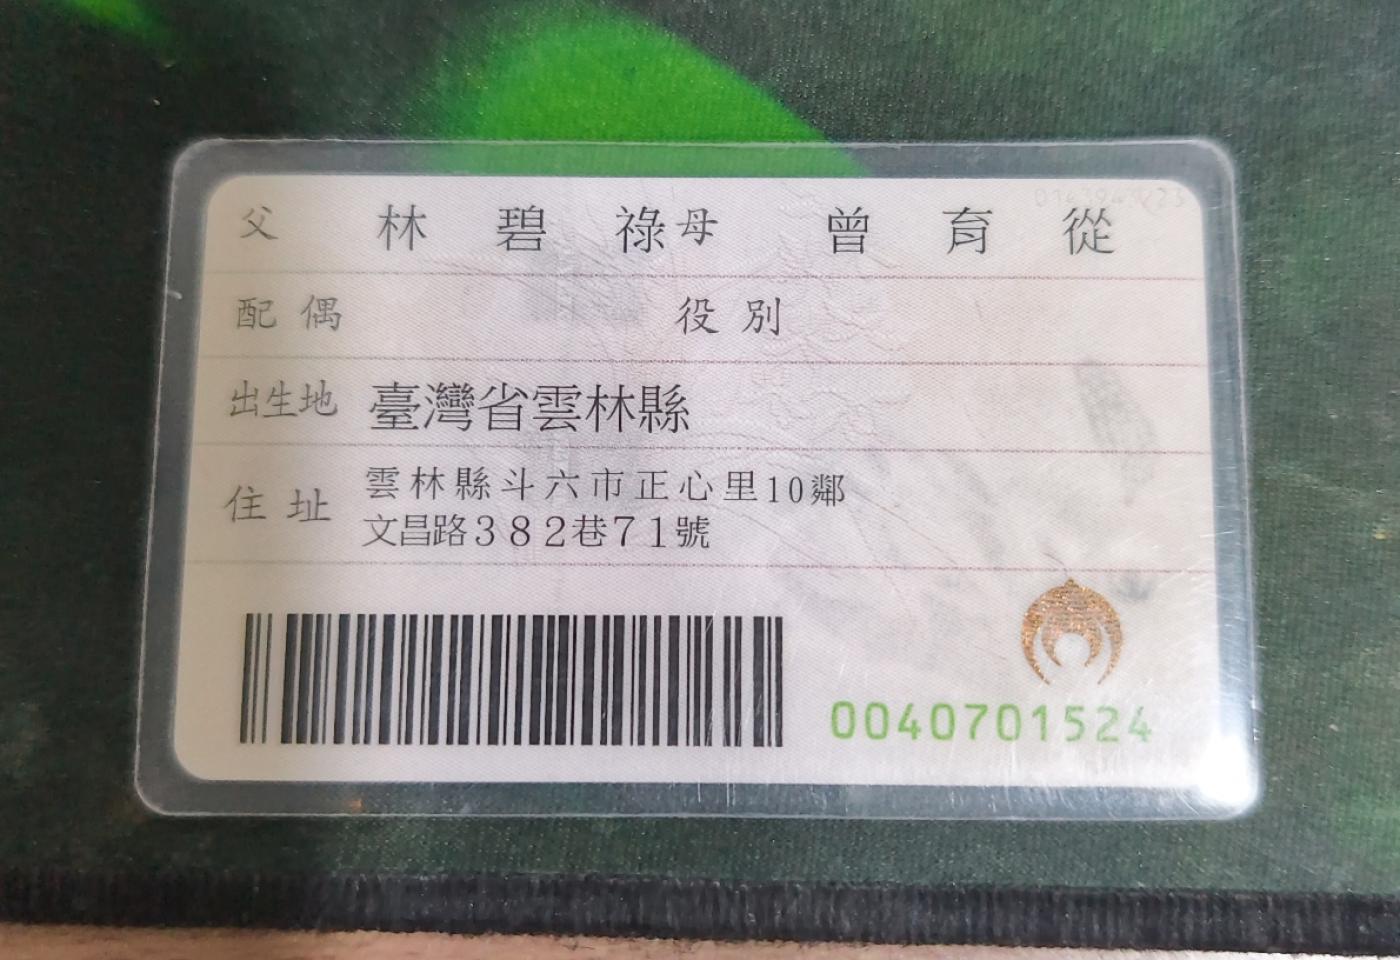 父 林碧祿 母 曾育從
配偶 役別
出生地 臺灣省雲林縣
住址 雲林縣斗六市正心里10鄰
文昌路382巷71號
0040701524